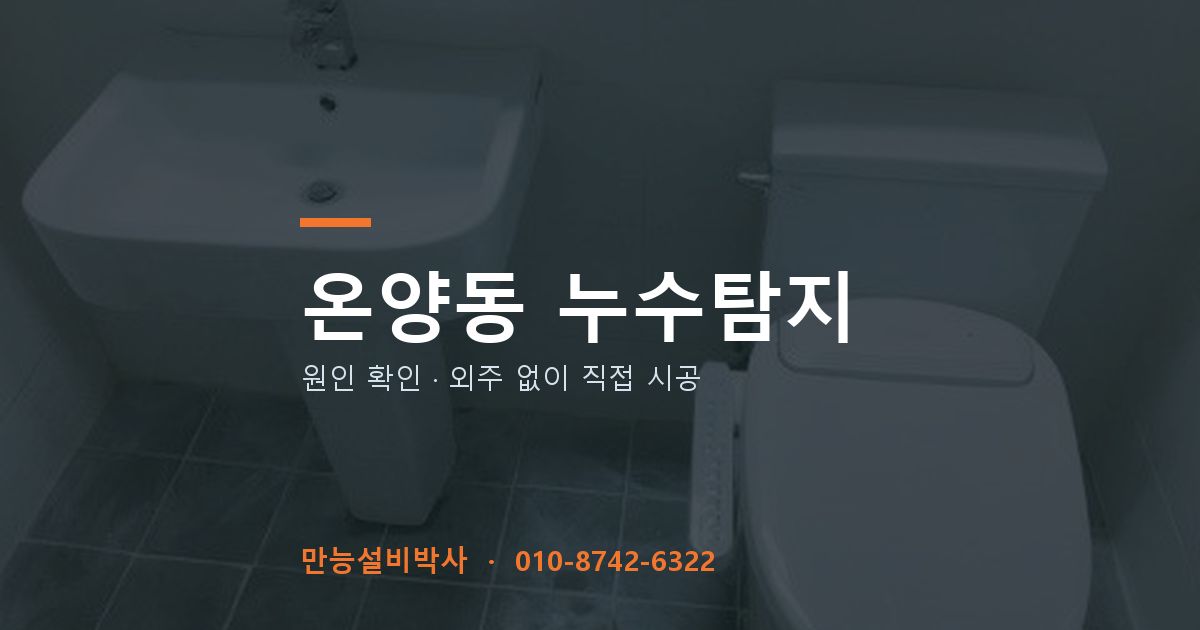 온양동 누수탐지
원인 확인 · 외주 없이 직접 시공
만능설비박사 · 010-8742-6322